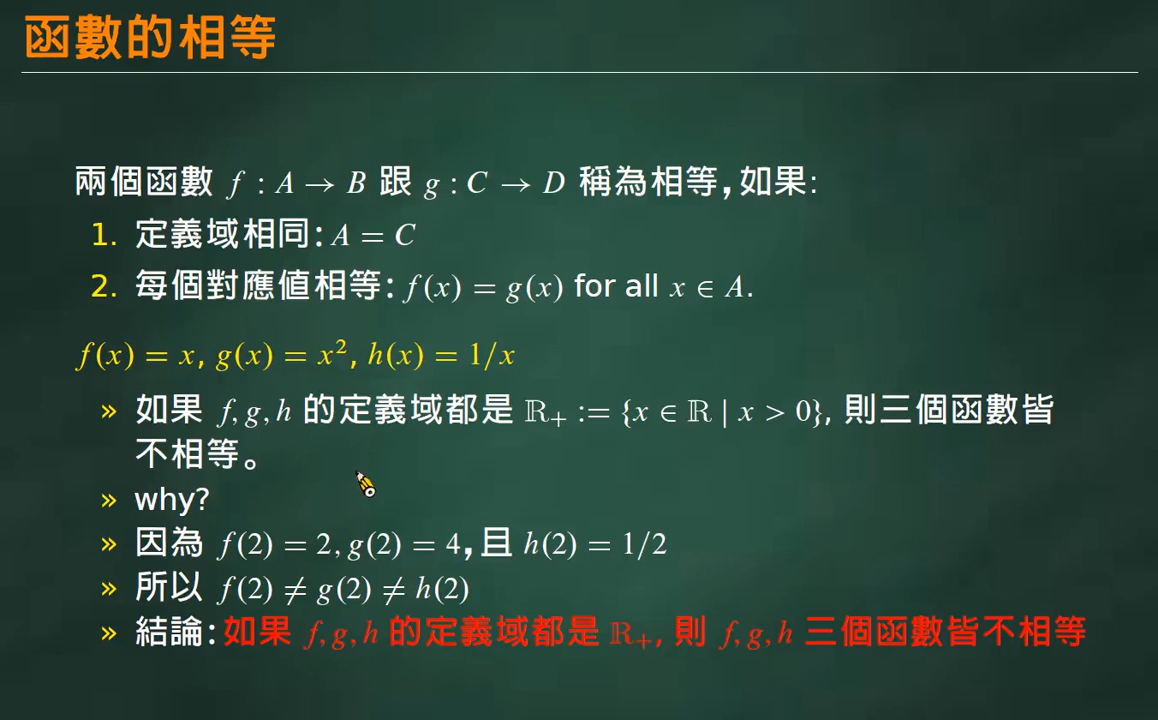 函數的相等
兩個函數 f : A → B 跟 g : C → D 稱為相等,如果:
1. 定義域相同: A = C
2. 每個對應值相等: f(x) = g(x) for all x ∈ A.
f(x) = x, g(x) = x², h(x) = 1/x
» 如果 f, g, h 的定義域都是 ℝ₊ := {x ∈ ℝ | x > 0}, 則三個函數皆
不相等。
» why?
» 因為 f(2) = 2, g(2) = 4,且 h(2) = 1/2
» 所以 f(2) ≠ g(2) ≠ h(2)
» 結論:如果 f, g, h 的定義域都是 ℝ₊, 則 f, g, h 三個函數皆不相等